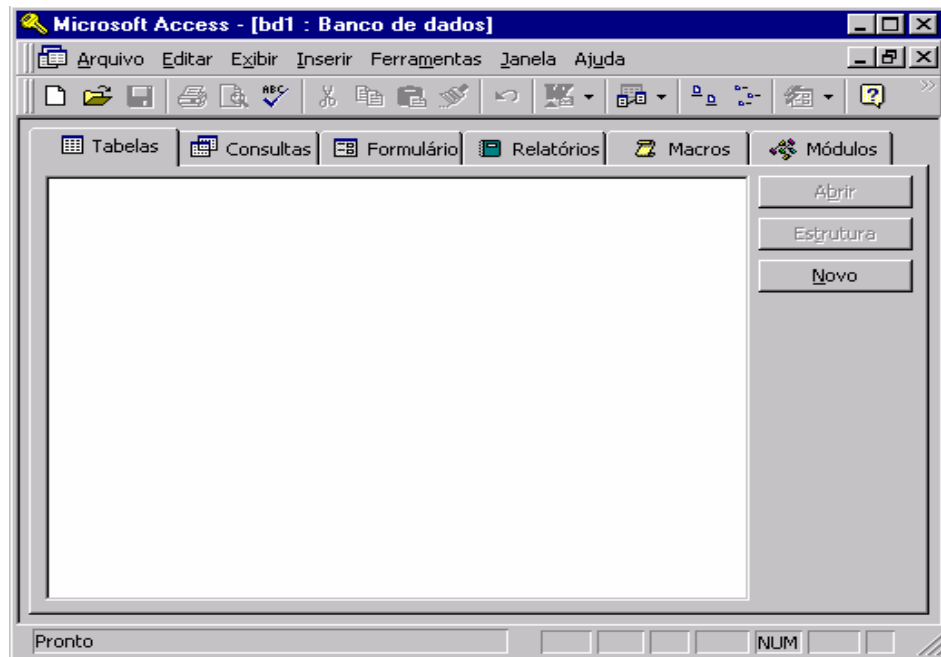 Microsoft Access - [bd1 : Banco de dados]
Arquivo Editar Exibir Inserir Ferramentas Janela Ajuda
ABC
Tabelas Consultas Formulário Relatórios Macros Módulos
Abrir
Estrutura
Novo
Pronto NUM